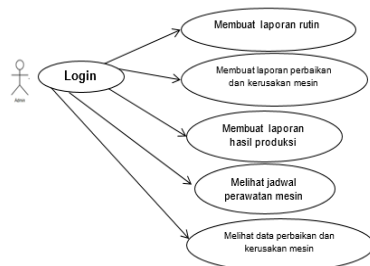 Membuat laporan rutin
Login
Membuat laporan perbaikan
dan kerusakan mesin
Membuat laporan
hasil produksi
Melihat jadwal
perawatan mesin
Melihat data perbaikan dan
kerusakan mesin